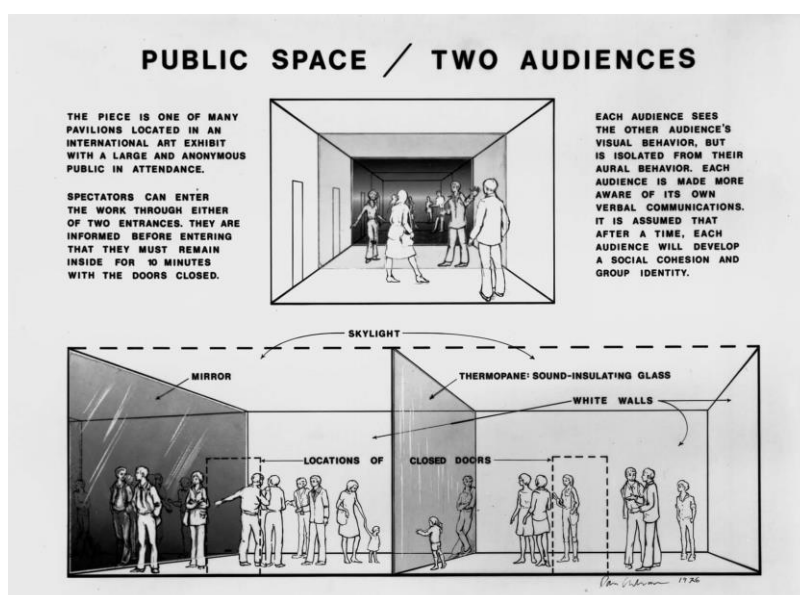 PUBLIC SPACE / TWO AUDIENCES
THE PIECE IS ONE OF MANY
PAVILIONS LOCATED IN AN
INTERNATIONAL ART EXHIBIT
WITH A LARGE AND ANONYMOUS
PUBLIC IN ATTENDANCE.
SPECTATORS CAN ENTER
THE WORK THROUGH EITHER
OF TWO ENTRANCES. THEY ARE
INFORMED BEFORE ENTERING
THAT THEY MUST REMAIN
INSIDE FOR 10 MINUTES
WITH THE DOORS CLOSED.
EACH AUDIENCE SEES
THE OTHER AUDIENCE'S
VISUAL BEHAVIOR, BUT
IS ISOLATED FROM THEIR
AURAL BEHAVIOR. EACH
AUDIENCE IS MADE MORE
AWARE OF ITS OWN
VERBAL COMMUNICATIONS.
IT IS ASSUMED THAT
AFTER A TIME, EACH
AUDIENCE WILL DEVELOP
A SOCIAL COHESION AND
GROUP IDENTITY.
SKYLIGHT
MIRROR
THERMOPANE: SOUND-INSULATING GLASS
WHITE WALLS
LOCATIONS OF CLOSED DOORS
Dan Graham 1976